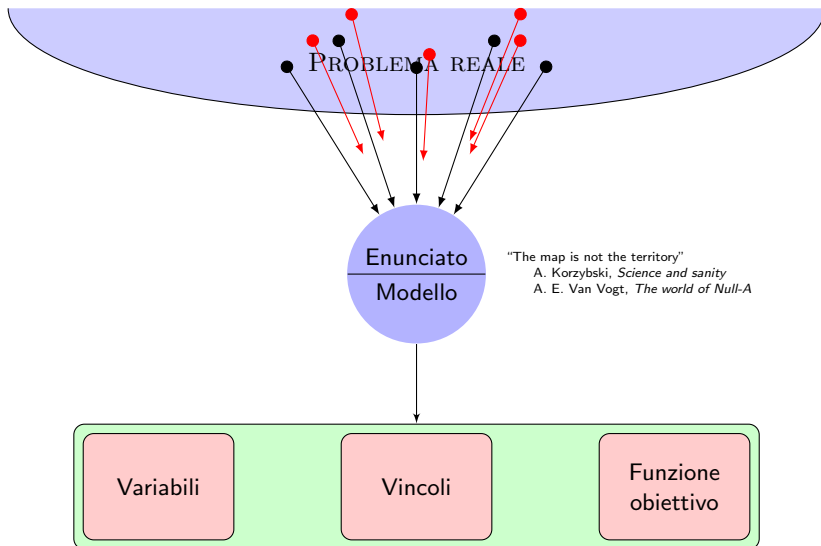 Problema reale
Enunciato
Modello
“The map is not the territory”
A. Korzybski, Science and sanity
A. E. Van Vogt, The world of Null-A
Variabili
Vincoli
Funzione
obiettivo